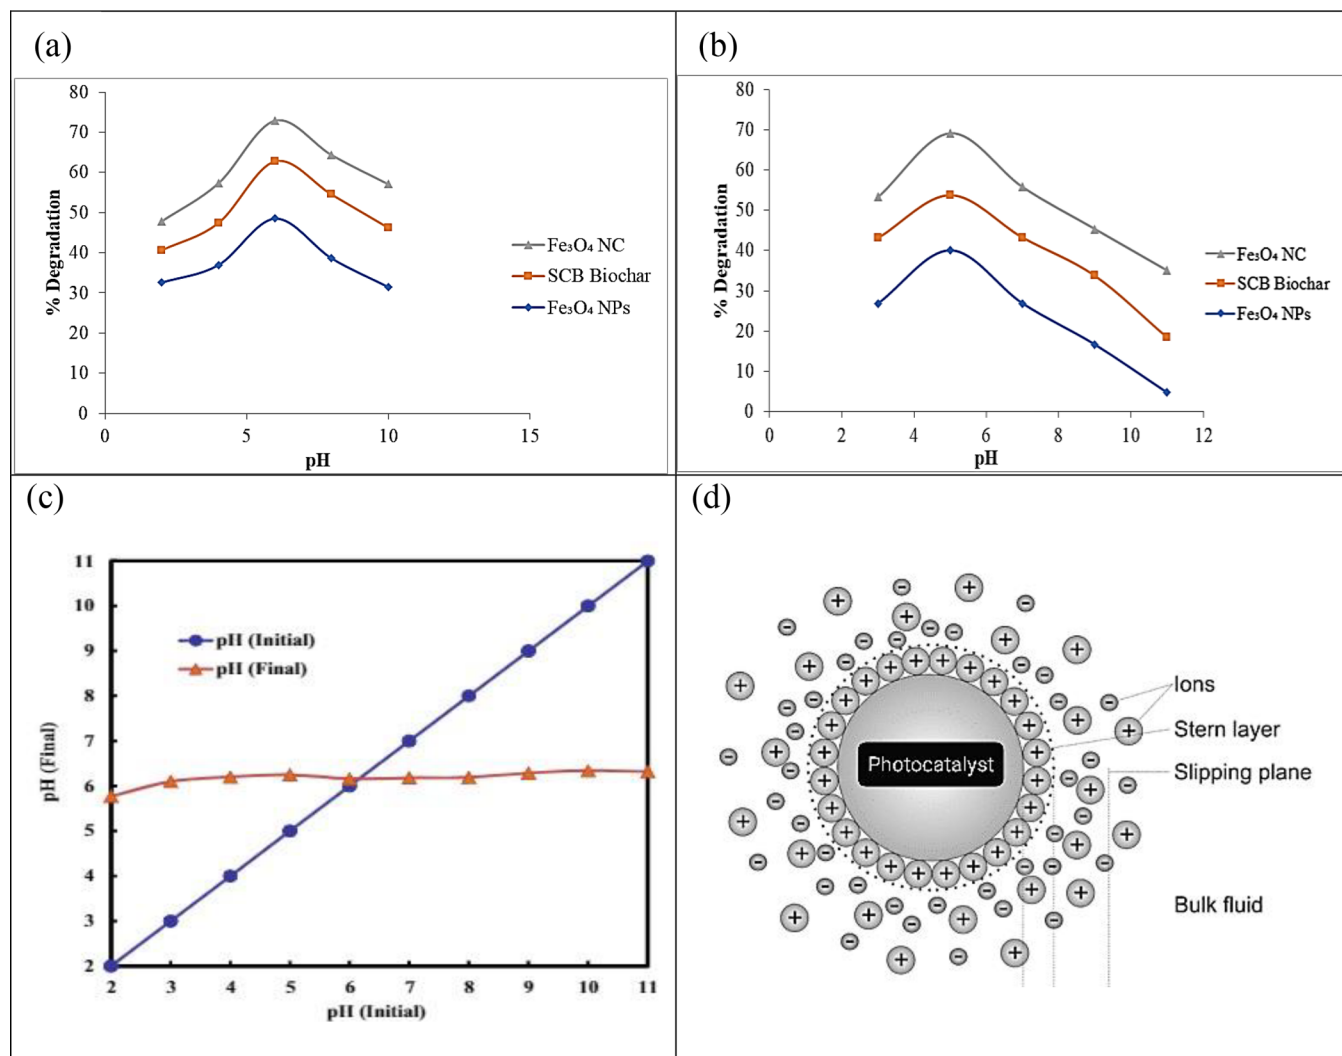 (a)
80
70
60
50
40
30
20
10
0
% Degradation
0 5 10 15
pH
Fe₃O₄ NC
SCB Biochar
Fe₃O₄ NPs
(b)
80
70
60
50
40
30
20
10
0
% Degradation
0 2 4 6 8 10 12
pH
Fe₃O₄ NC
SCB Biochar
Fe₃O₄ NPs
(c)
11
10
9
8
7
6
5
4
3
2
pH (Final)
pH (Initial)
pH (Final)
2 3 4 5 6 7 8 9 10 11
pH (Initial)
(d)
Photocatalyst
Ions
Stern layer
Slipping plane
Bulk fluid